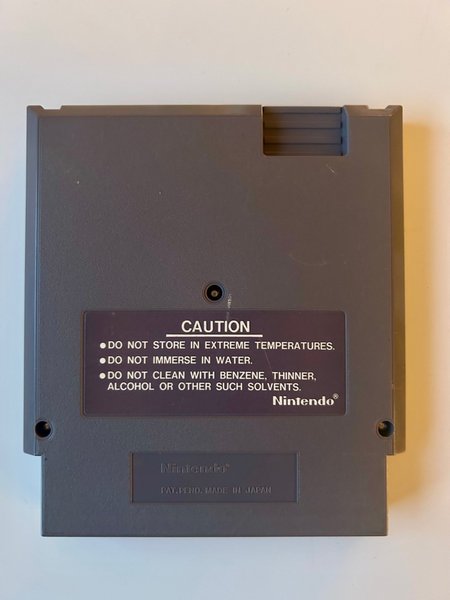 CAUTION
●DO NOT STORE IN EXTREME TEMPERATURES.
●DO NOT IMMERSE IN WATER.
●DO NOT CLEAN WITH BENZENE, THINNER,
ALCOHOL OR OTHER SUCH SOLVENTS.
Nintendo®
Nintendo®
PAT. PEND. MADE IN JAPAN